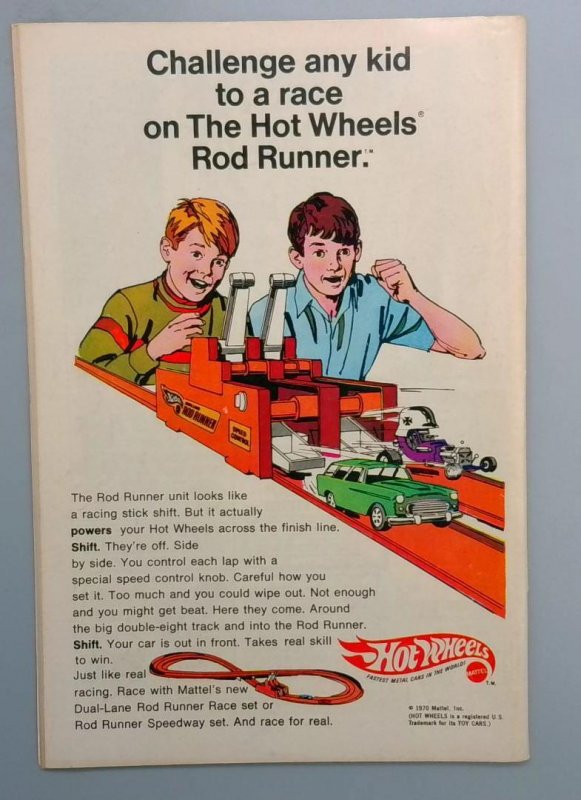 Challenge any kid
to a race
on The Hot Wheels®
Rod Runner.™
ROD RUNNER
SPEED
CONTROL
The Rod Runner unit looks like
a racing stick shift. But it actually
powers your Hot Wheels across the finish line.
Shift. They're off. Side
by side. You control each lap with a
special speed control knob. Careful how you
set it. Too much and you could wipe out. Not enough
and you might get beat. Here they come. Around
the big double-eight track and into the Rod Runner.
Shift. Your car is out in front. Takes real skill
to win.
Just like real
racing. Race with Mattel's new
Dual-Lane Rod Runner Race set or
Rod Runner Speedway set. And race for real.
Hot Wheels
FASTEST METAL CARS IN THE WORLD!
MATTEL
T.M.
© 1970 Mattel, Inc.
(HOT WHEELS is a registered U.S.
Trademark for its TOY CARS.)